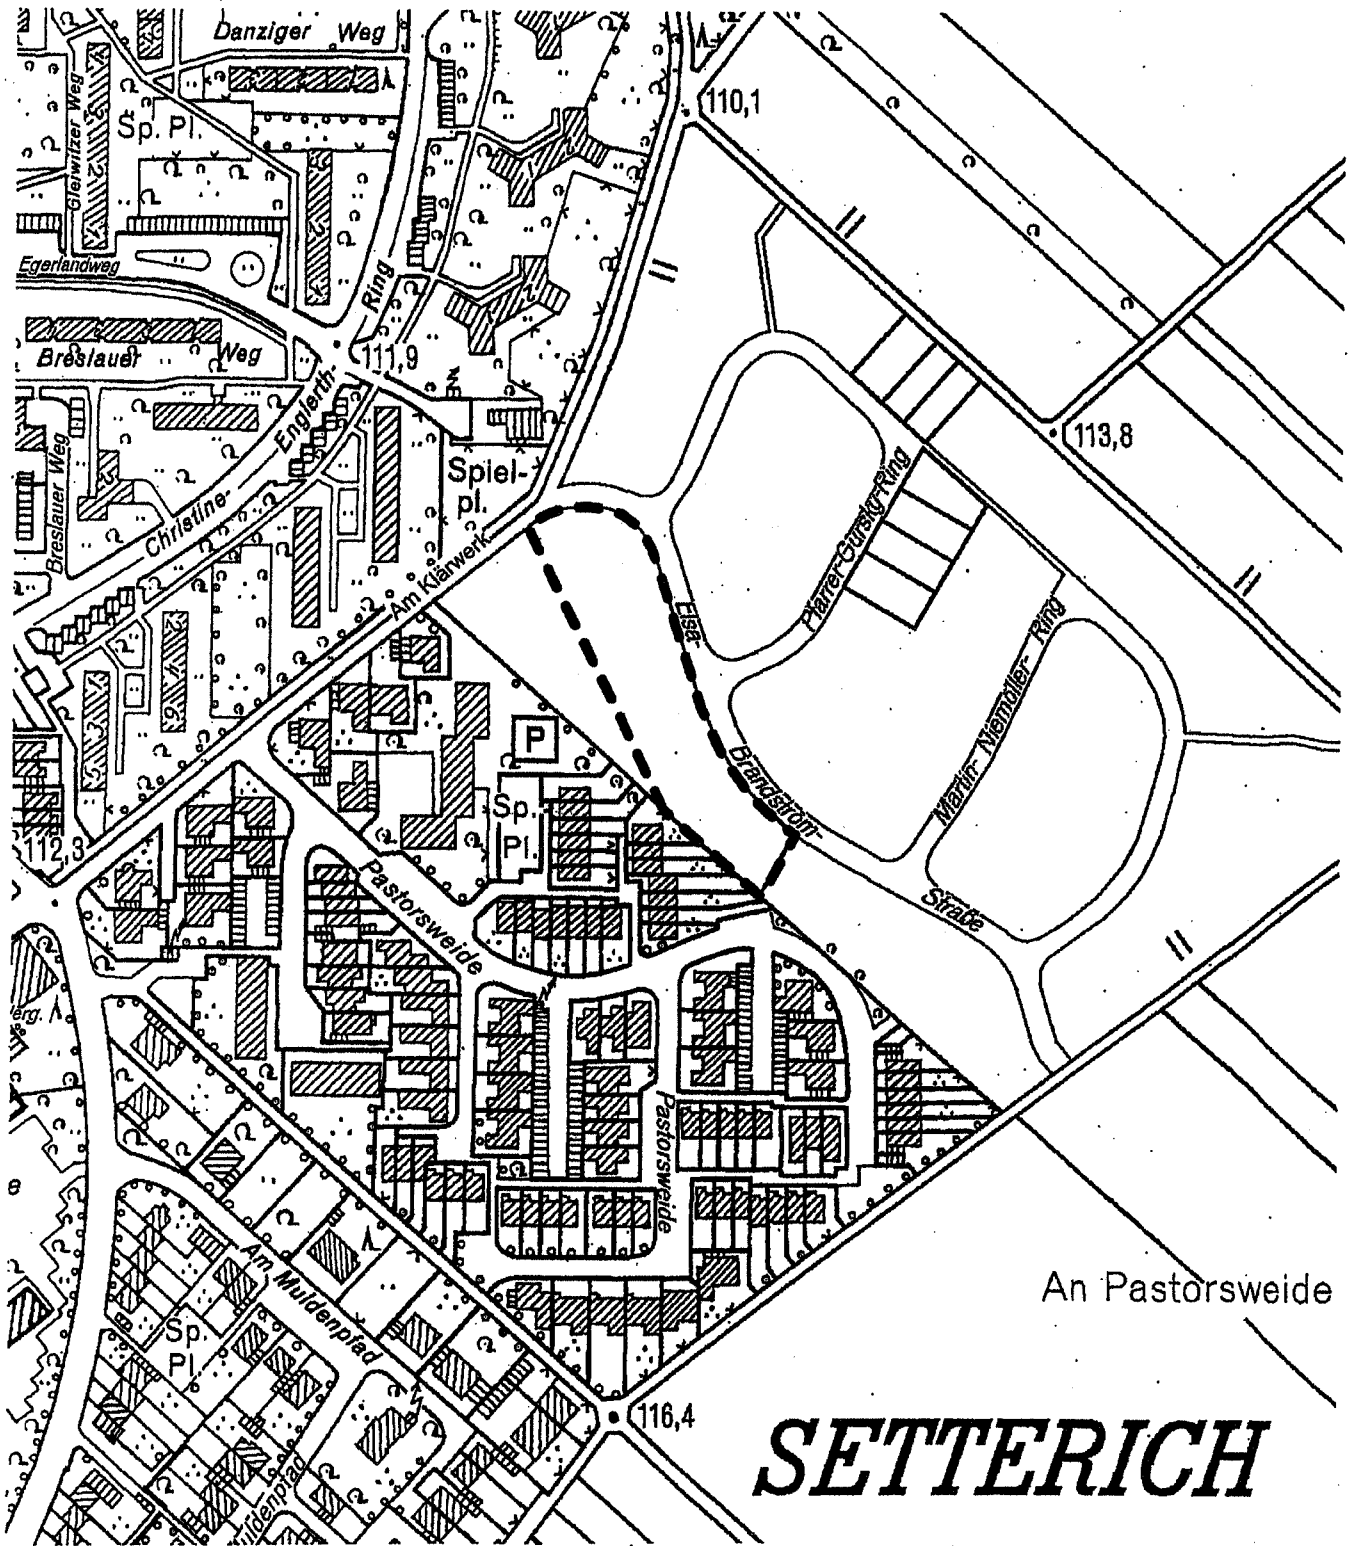 Danziger Weg
Gleiwitzer Weg
Sp. Pl.
110,1
Egerlandweg
Ring
Breslauer Weg
111,9
Englerth-
113,8
Breslauer Weg
Christine-
Spiel-
pl.
Am Klärwerk
Pfarrer-Gursky-Ring
Elsa-
Martin-Niemöller-Ring
P
Brandström-
Sp.
Pl.
112,3
Pastorsweide
Straße
Pastorsweide
Am Muldenpfad
An Pastorsweide
Sp.
Pl.
116,4
SETTERICH